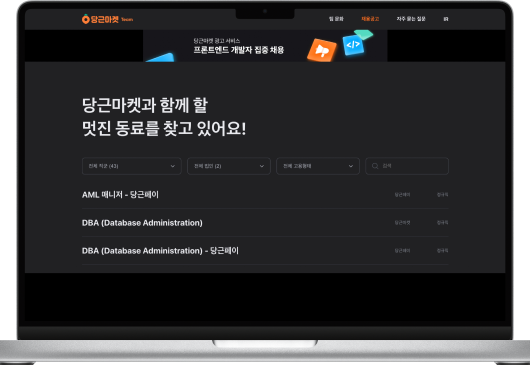 당근마켓 Team
팀 문화
채용공고
자주 묻는 질문
IR
당근마켓 광고 서비스
프론트엔드 개발자 집중 채용
</>
당근마켓과 함께 할
멋진 동료를 찾고 있어요!
전체 직군 (43)
전체 법인 (2)
전체 고용형태
검색
AML 매니저 - 당근페이
당근페이
정규직
DBA (Database Administration)
당근마켓
정규직
DBA (Database Administration) - 당근페이
당근페이
정규직